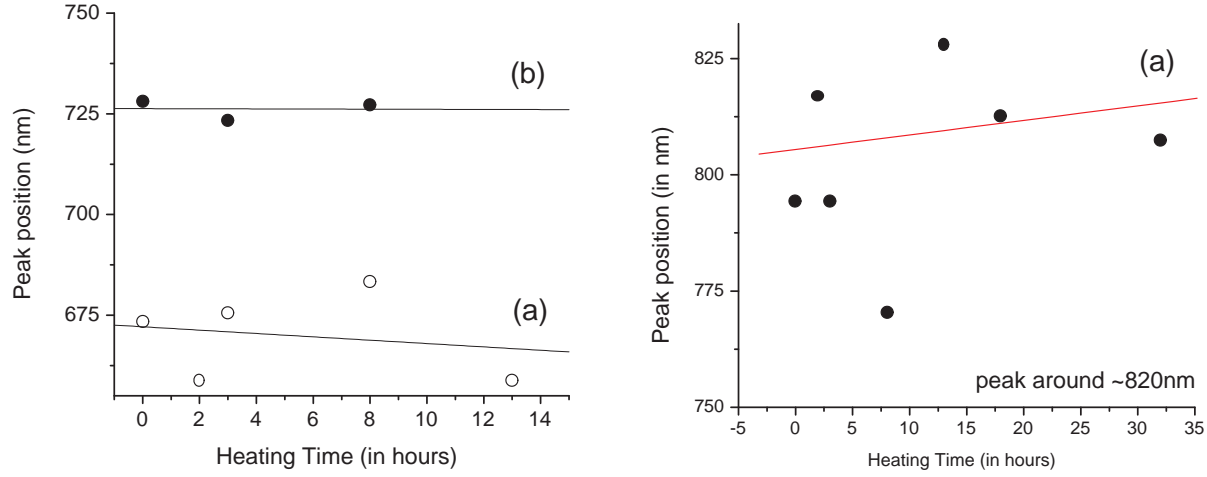 750
725
700
675
Peak position (nm)
(b)
(a)
0 2 4 6 8 10 12 14
Heating Time (in hours)
825
800
775
750
Peak position (in nm)
(a)
peak around ~820nm
-5 0 5 10 15 20 25 30 35
Heating Time (in hours)